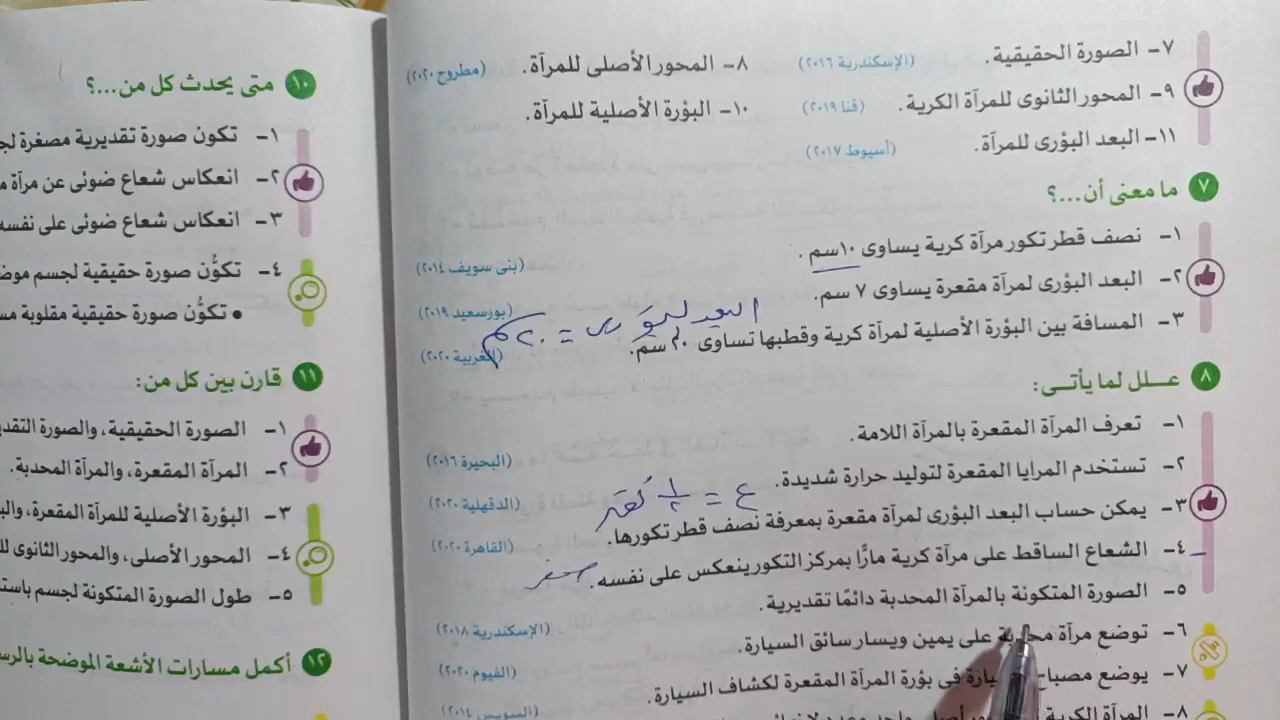 ٧- الصورة الحقيقية. (الإسكندرية ٢٠١٦) ٨- المحور الأصلى للمرآة. (مطروح ٢٠٢٠)
٩- المحور الثانوى للمرآة الكرية. (قنا ٢٠١٩) ١٠- البؤرة الأصلية للمرآة.
١١- البعد البؤرى للمرآة. (أسيوط ٢٠١٧)
٧ ما معنى أن...؟
١- نصف قطر تكور مرآة كرية يساوى ١٠سم. (بنى سويف ٢٠١٤)
٢- البعد البؤرى لمرآة مقعرة يساوى ٧ سم. (بورسعيد ٢٠١٩)
البعد البؤرى = ٢٠سم
٣- المسافة بين البؤرة الأصلية لمرآة كرية وقطبها تساوى ٢٠ سم. (الغربية ٢٠٢٠)
٨ علل لما يأتى:
١- تعرف المرآة المقعرة بالمرآة اللامة. (البحيرة ٢٠١٦)
٢- تستخدم المرايا المقعرة لتوليد حرارة شديدة. (الدقهلية ٢٠٢٠)
ع = ١/٢ نقه
٣- يمكن حساب البعد البؤرى لمرآة مقعرة بمعرفة نصف قطر تكورها. (القاهرة ٢٠٢٠)
٤- الشعاع الساقط على مرآة كرية مارًا بمركز التكور ينعكس على نفسه. صفر
٥- الصورة المتكونة بالمرآة المحدبة دائمًا تقديرية. (الإسكندرية ٢٠١٨)
٦- توضع مرآة محدبة على يمين ويسار سائق السيارة. (الفيوم ٢٠٢٠)
٧- يوضع مصباح السيارة فى بؤرة المرآة المقعرة لكشاف السيارة. (السويس ٢٠١٤)
٨- المرآة الكرية
١٠ متى يحدث كل من...؟
١- تكون صورة تقديرية مصغرة
٢- انعكاس شعاع ضوئى عن مرآة
٣- انعكاس شعاع ضوئى على نفسه
٤- تكوُّن صورة حقيقية لجسم
• تكوُّن صورة حقيقية مقلوبة
١١ قارن بين كل من:
١- الصورة الحقيقية، والصورة
٢- المرآة المقعرة، والمرآة المحدبة.
٣- البؤرة الأصلية للمرآة المقعرة،
٤- المحور الأصلى، والمحور الثانوى
٥- طول الصورة المتكونة لجسم
١٢ أكمل مسارات الأشعة الموضحة